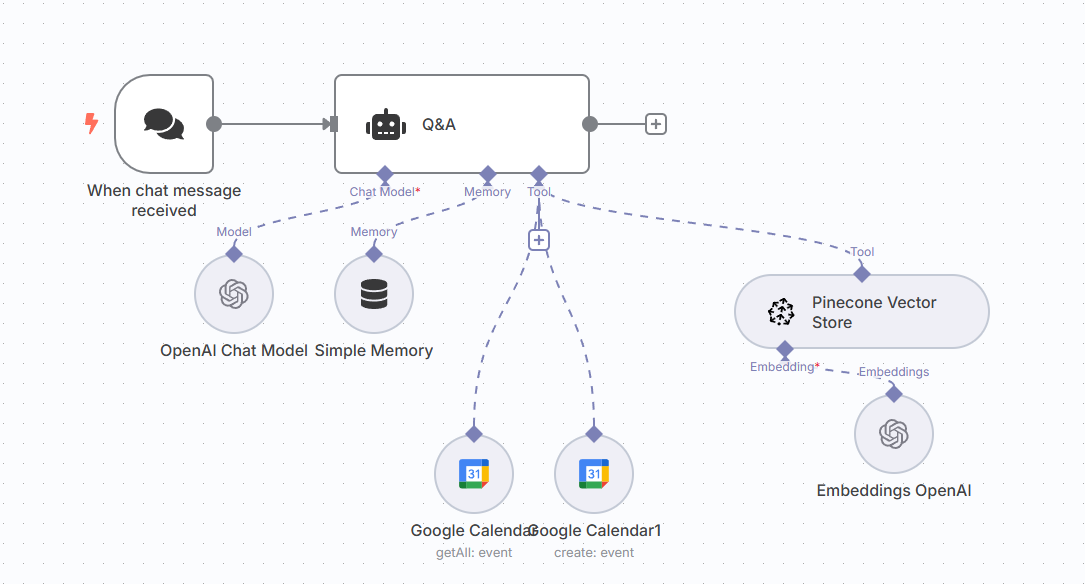 Q&A
When chat message
received
Chat Model*
Memory
Tool
Model
Memory
Tool
OpenAI Chat Model
Simple Memory
Pinecone Vector
Store
Embedding*
Embeddings
31
31
Embeddings OpenAI
Google Calendar
Google Calendar1
getAll: event
create: event